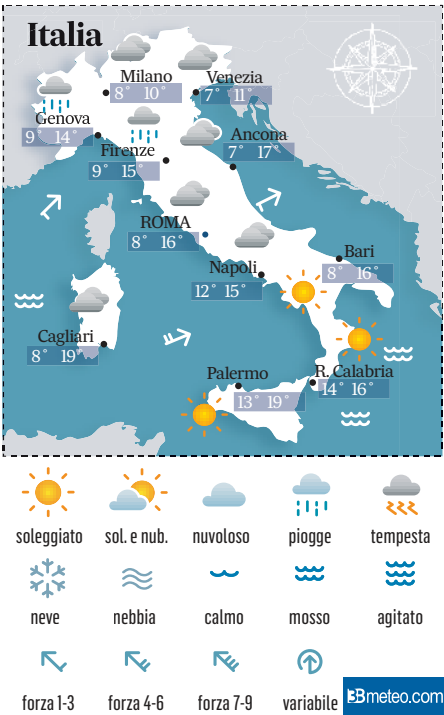 Italia
Milano
8° 10°
Venezia
7° 11°
Genova
9° 14°
Firenze
9° 15°
Ancona
7° 17°
ROMA
8° 16°
Bari
8° 16°
Napoli
12° 15°
Cagliari
8° 19°
Palermo
13° 19°
R. Calabria
14° 16°
soleggiato sol. e nub. nuvoloso piogge tempesta
neve nebbia calmo mosso agitato
forza 1-3 forza 4-6 forza 7-9 variabile
3Bmeteo.com